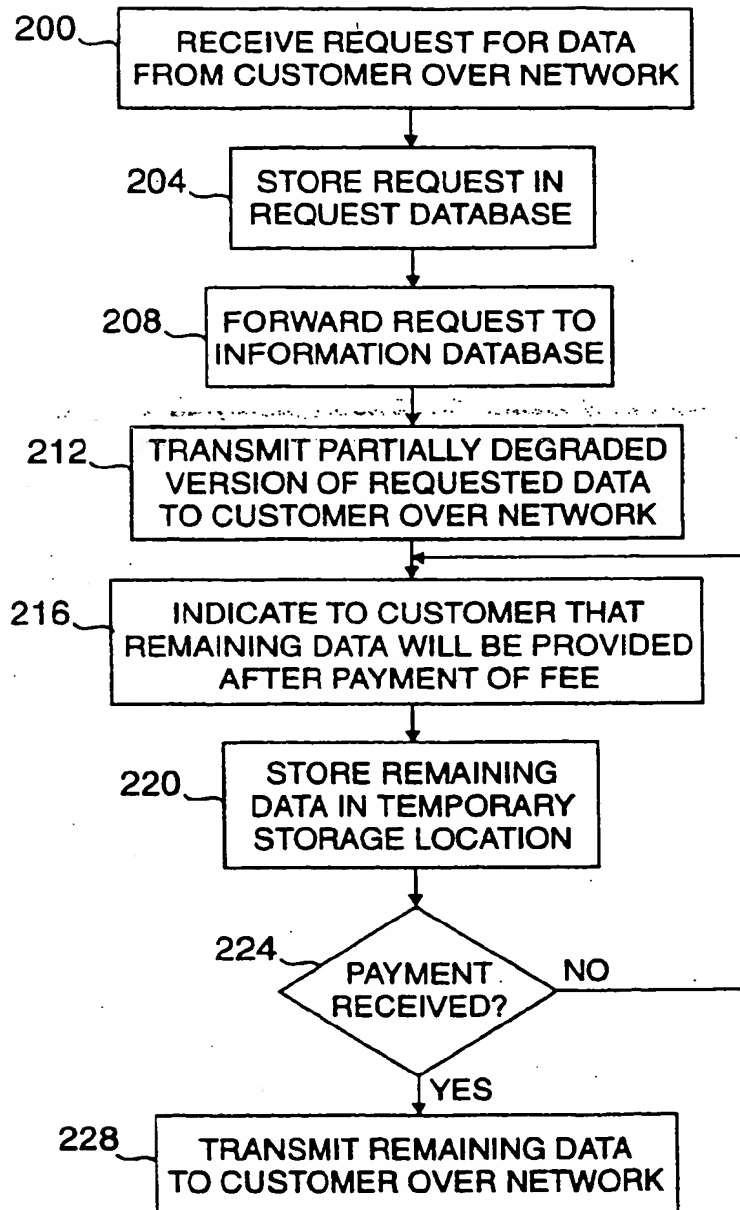 200
RECEIVE REQUEST FOR DATA
FROM CUSTOMER OVER NETWORK
204
STORE REQUEST IN
REQUEST DATABASE
208
FORWARD REQUEST TO
INFORMATION DATABASE
212
TRANSMIT PARTIALLY DEGRADED
VERSION OF REQUESTED DATA
TO CUSTOMER OVER NETWORK
216
INDICATE TO CUSTOMER THAT
REMAINING DATA WILL BE PROVIDED
AFTER PAYMENT OF FEE
220
STORE REMAINING
DATA IN TEMPORARY
STORAGE LOCATION
224
PAYMENT
RECEIVED?
NO
YES
228
TRANSMIT REMAINING DATA
TO CUSTOMER OVER NETWORK